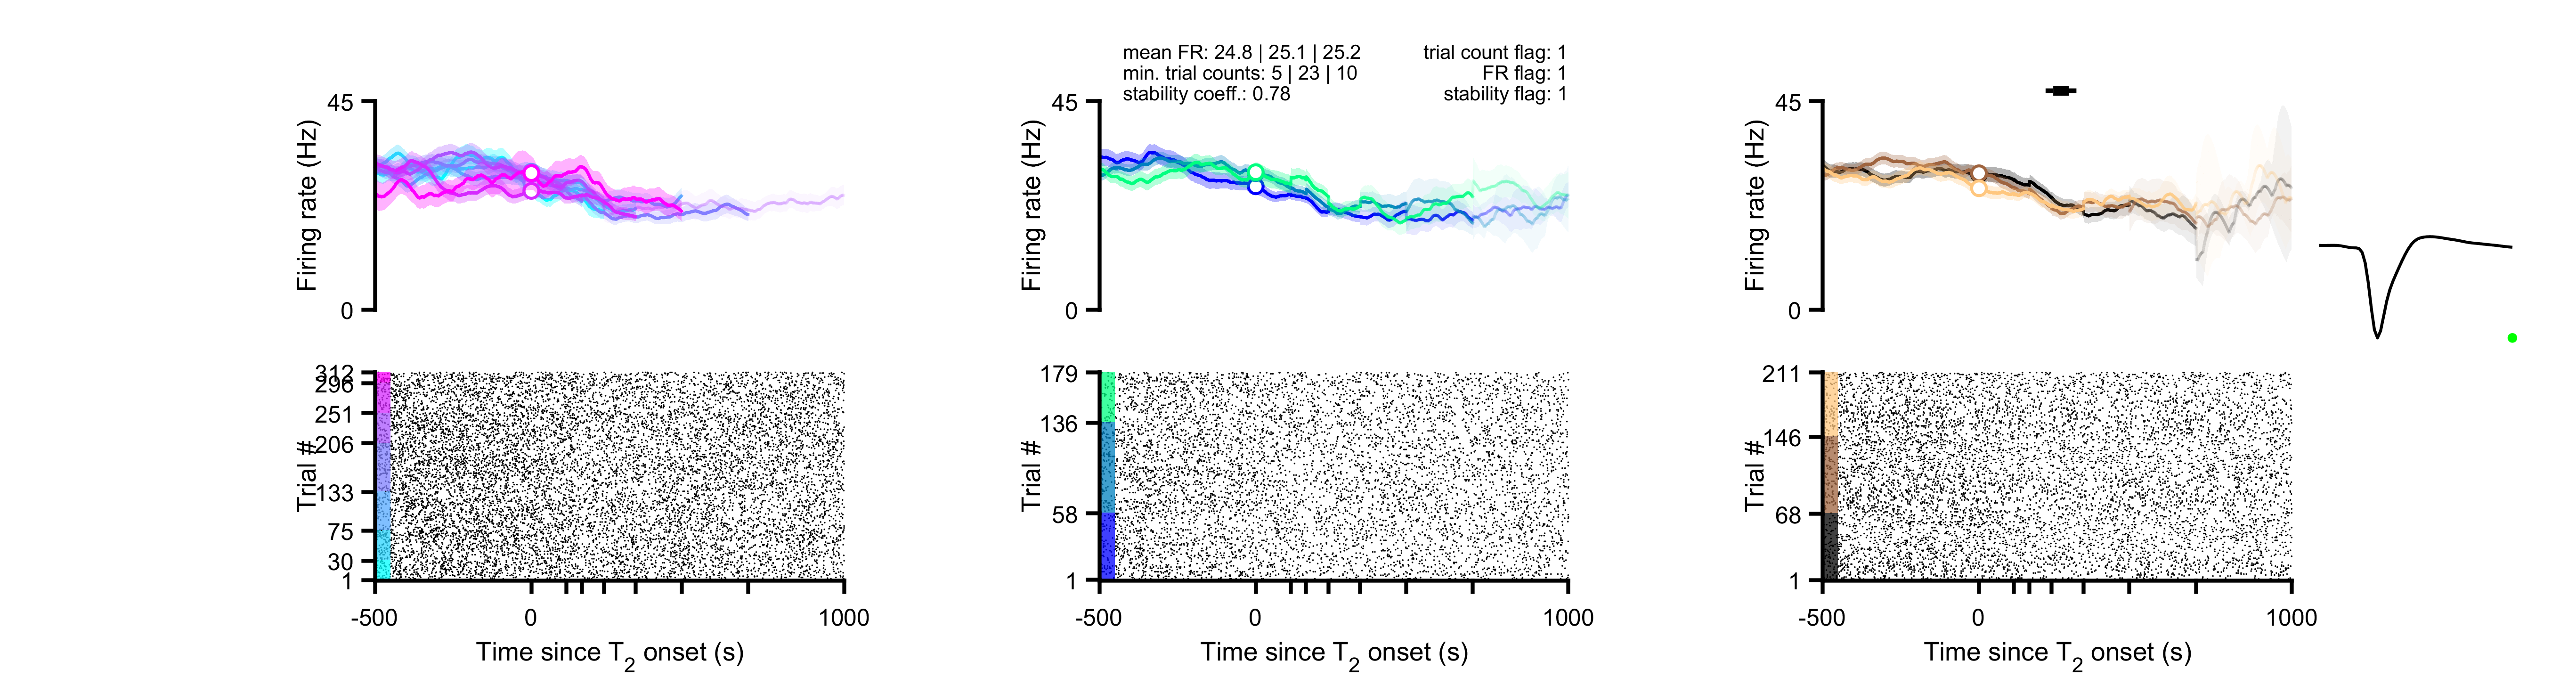 mean FR: 24.8 | 25.1 | 25.2
min. trial counts: 5 | 23 | 10
stability coeff.: 0.78
trial count flag: 1
FR flag: 1
stability flag: 1
45
Firing rate (Hz)
0
45
Firing rate (Hz)
0
45
Firing rate (Hz)
0
312
296
251
206
133
75
30
1
Trial #
-500
0
1000
Time since T2 onset (s)
179
136
58
1
Trial #
-500
0
1000
Time since T2 onset (s)
211
146
68
1
Trial #
-500
0
1000
Time since T2 onset (s)